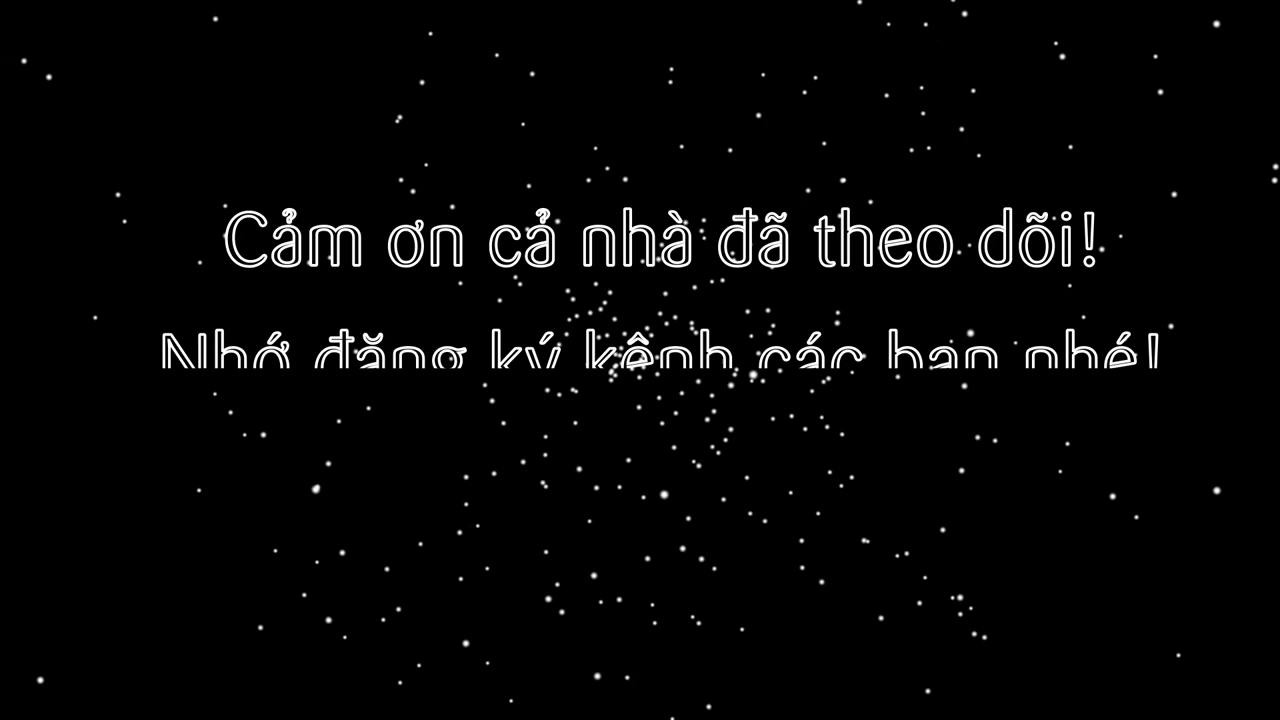 Cảm ơn cả nhà đã theo dõi!
Nhớ đăng ký kênh các bạn nhé!